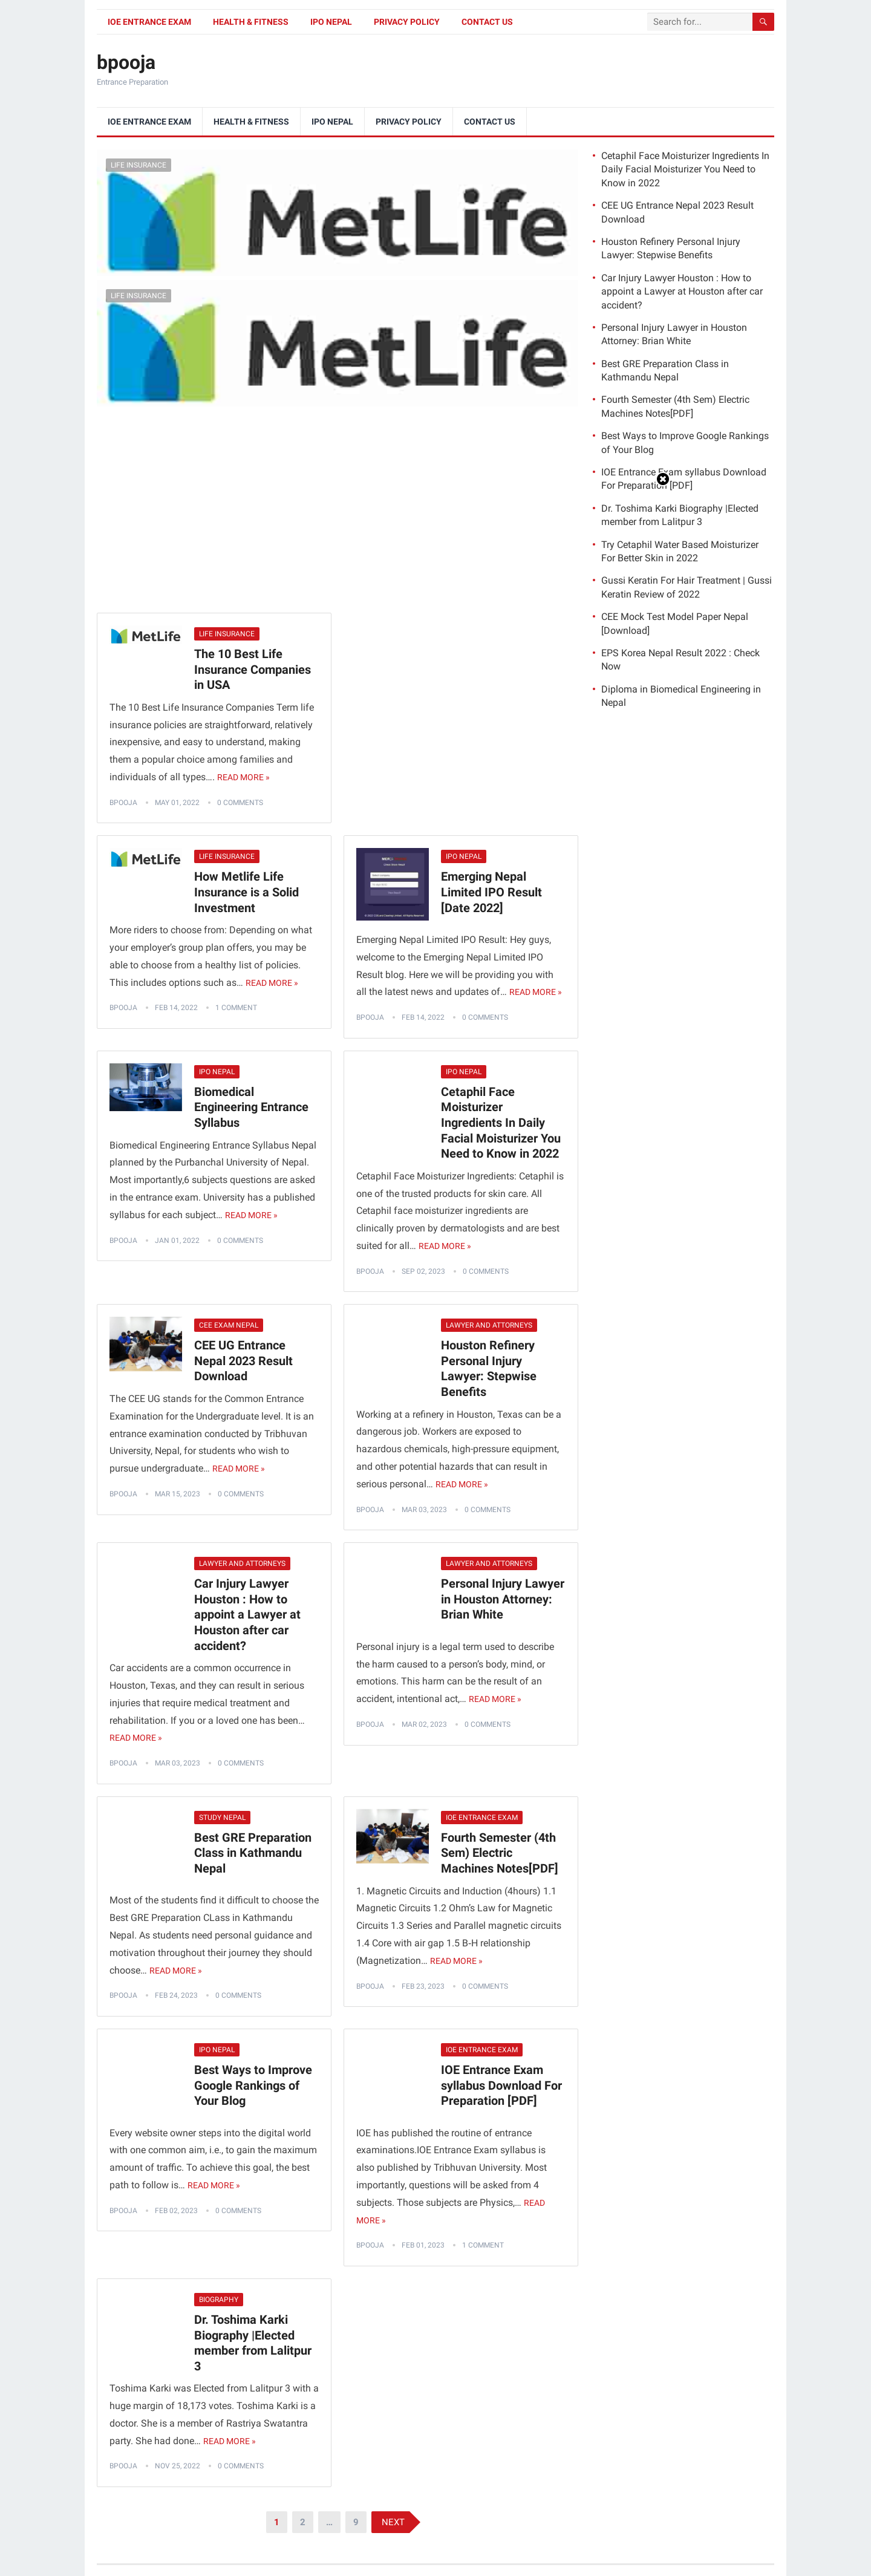 IOE ENTRANCE EXAM HEALTH & FITNESS IPO NEPAL PRIVACY POLICY CONTACT US Search for...
bpooja
Entrance Preparation
IOE ENTRANCE EXAM HEALTH & FITNESS IPO NEPAL PRIVACY POLICY CONTACT US
LIFE INSURANCE
MetLife
LIFE INSURANCE
MetLife
LIFE INSURANCE
MetLife
The 10 Best Life
Insurance Companies
in USA
The 10 Best Life Insurance Companies Term life
insurance policies are straightforward, relatively
inexpensive, and easy to understand, making
them a popular choice among families and
individuals of all types.… READ MORE »
BPOOJA • MAY 01, 2022 • 0 COMMENTS
LIFE INSURANCE
MetLife
How Metlife Life
Insurance is a Solid
Investment
More riders to choose from: Depending on what
your employer's group plan offers, you may be
able to choose from a healthy list of policies.
This includes options such as… READ MORE »
BPOOJA • FEB 14, 2022 • 1 COMMENT
IPO NEPAL
Emerging Nepal
Limited IPO Result
[Date 2022]
Emerging Nepal Limited IPO Result: Hey guys,
welcome to the Emerging Nepal Limited IPO
Result blog. Here we will be providing you with
all the latest news and updates of… READ MORE »
BPOOJA • FEB 14, 2022 • 0 COMMENTS
IPO NEPAL
Biomedical
Engineering Entrance
Syllabus
Biomedical Engineering Entrance Syllabus Nepal
planned by the Purbanchal University of Nepal.
Most importantly,6 subjects questions are asked
in the entrance exam. University has a published
syllabus for each subject… READ MORE »
BPOOJA • JAN 01, 2022 • 0 COMMENTS
IPO NEPAL
Cetaphil Face
Moisturizer
Ingredients In Daily
Facial Moisturizer You
Need to Know in 2022
Cetaphil Face Moisturizer Ingredients: Cetaphil is
one of the trusted products for skin care. All
Cetaphil face moisturizer ingredients are
clinically proven by dermatologists and are best
suited for all… READ MORE »
BPOOJA • SEP 02, 2023 • 0 COMMENTS
CEE EXAM NEPAL
CEE UG Entrance
Nepal 2023 Result
Download
The CEE UG stands for the Common Entrance
Examination for the Undergraduate level. It is an
entrance examination conducted by Tribhuvan
University, Nepal, for students who wish to
pursue undergraduate… READ MORE »
BPOOJA • MAR 15, 2023 • 0 COMMENTS
LAWYER AND ATTORNEYS
Houston Refinery
Personal Injury
Lawyer: Stepwise
Benefits
Working at a refinery in Houston, Texas can be a
dangerous job. Workers are exposed to
hazardous chemicals, high-pressure equipment,
and other potential hazards that can result in
serious personal… READ MORE »
BPOOJA • MAR 03, 2023 • 0 COMMENTS
LAWYER AND ATTORNEYS
Car Injury Lawyer
Houston : How to
appoint a Lawyer at
Houston after car
accident?
Car accidents are a common occurrence in
Houston, Texas, and they can result in serious
injuries that require medical treatment and
rehabilitation. If you or a loved one has been…
READ MORE »
BPOOJA • MAR 03, 2023 • 0 COMMENTS
LAWYER AND ATTORNEYS
Personal Injury Lawyer
in Houston Attorney:
Brian White
Personal injury is a legal term used to describe
the harm caused to a person's body, mind, or
emotions. This harm can be the result of an
accident, intentional act,… READ MORE »
BPOOJA • MAR 02, 2023 • 0 COMMENTS
STUDY NEPAL
Best GRE Preparation
Class in Kathmandu
Nepal
Most of the students find it difficult to choose the
Best GRE Preparation CLass in Kathmandu
Nepal. As students need personal guidance and
motivation throughout their journey they should
choose… READ MORE »
BPOOJA • FEB 24, 2023 • 0 COMMENTS
IOE ENTRANCE EXAM
Fourth Semester (4th
Sem) Electric
Machines Notes[PDF]
1. Magnetic Circuits and Induction (4hours) 1.1
Magnetic Circuits 1.2 Ohm's Law for Magnetic
Circuits 1.3 Series and Parallel magnetic circuits
1.4 Core with air gap 1.5 B-H relationship
(Magnetization… READ MORE »
BPOOJA • FEB 23, 2023 • 0 COMMENTS
IPO NEPAL
Best Ways to Improve
Google Rankings of
Your Blog
Every website owner steps into the digital world
with one common aim, i.e., to gain the maximum
amount of traffic. To achieve this goal, the best
path to follow is… READ MORE »
BPOOJA • FEB 02, 2023 • 0 COMMENTS
IOE ENTRANCE EXAM
IOE Entrance Exam
syllabus Download For
Preparation [PDF]
IOE has published the routine of entrance
examinations.IOE Entrance Exam syllabus is
also published by Tribhuvan University. Most
importantly, questions will be asked from 4
subjects. Those subjects are Physics,… READ
MORE »
BPOOJA • FEB 01, 2023 • 1 COMMENT
BIOGRAPHY
Dr. Toshima Karki
Biography |Elected
member from Lalitpur
3
Toshima Karki was Elected from Lalitpur 3 with a
huge margin of 18,173 votes. Toshima Karki is a
doctor. She is a member of Rastriya Swatantra
party. She had done… READ MORE »
BPOOJA • NOV 25, 2022 • 0 COMMENTS
1 2 … 9 NEXT
• Cetaphil Face Moisturizer Ingredients In
Daily Facial Moisturizer You Need to
Know in 2022
• CEE UG Entrance Nepal 2023 Result
Download
• Houston Refinery Personal Injury
Lawyer: Stepwise Benefits
• Car Injury Lawyer Houston : How to
appoint a Lawyer at Houston after car
accident?
• Personal Injury Lawyer in Houston
Attorney: Brian White
• Best GRE Preparation Class in
Kathmandu Nepal
• Fourth Semester (4th Sem) Electric
Machines Notes[PDF]
• Best Ways to Improve Google Rankings
of Your Blog
• IOE Entrance Exam syllabus Download
For Preparation [PDF]
• Dr. Toshima Karki Biography |Elected
member from Lalitpur 3
• Try Cetaphil Water Based Moisturizer
For Better Skin in 2022
• Gussi Keratin For Hair Treatment | Gussi
Keratin Review of 2022
• CEE Mock Test Model Paper Nepal
[Download]
• EPS Korea Nepal Result 2022 : Check
Now
• Diploma in Biomedical Engineering in
Nepal